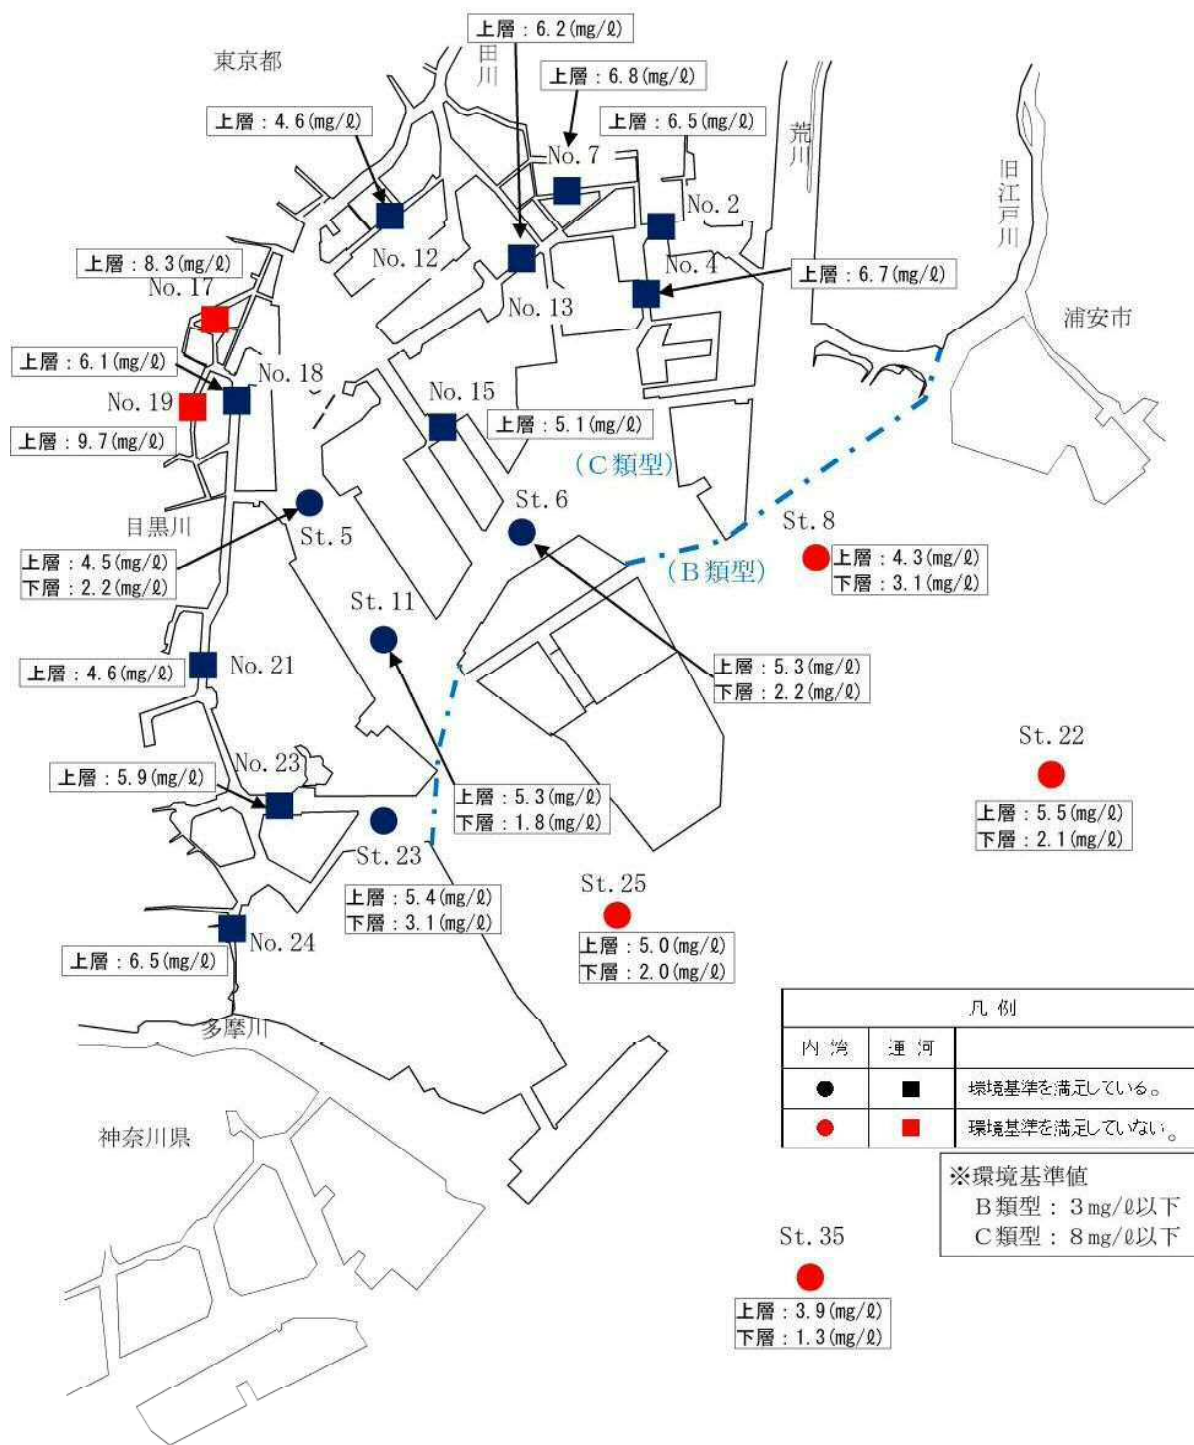 上層：6.2(mg/ℓ)
東京都
田
川
上層：6.8(mg/ℓ)
上層：4.6(mg/ℓ)
上層：6.5(mg/ℓ)
荒
川
No.7
旧
江
戸
川
No.2
No.12
No.4
上層：8.3(mg/ℓ)
No.17
上層：6.7(mg/ℓ)
No.13
浦安市
上層：6.1(mg/ℓ)
No.18
No.19
No.15
上層：5.1(mg/ℓ)
上層：9.7(mg/ℓ)
（C類型）
St.6
目黒川
St.5
St.8
上層：4.5(mg/ℓ)
下層：2.2(mg/ℓ)
上層：4.3(mg/ℓ)
下層：3.1(mg/ℓ)
（B類型）
St.11
上層：4.6(mg/ℓ)
No.21
上層：5.3(mg/ℓ)
下層：2.2(mg/ℓ)
St.22
No.23
上層：5.9(mg/ℓ)
上層：5.3(mg/ℓ)
下層：1.8(mg/ℓ)
上層：5.5(mg/ℓ)
下層：2.1(mg/ℓ)
St.23
St.25
上層：5.4(mg/ℓ)
下層：3.1(mg/ℓ)
No.24
上層：5.0(mg/ℓ)
下層：2.0(mg/ℓ)
上層：6.5(mg/ℓ)
多摩川
凡 例
内 湾 運 河
環境基準を満足している。
環境基準を満足していない。
神奈川県
※環境基準値
B類型：3mg/ℓ以下
C類型：8mg/ℓ以下
St.35
上層：3.9(mg/ℓ)
下層：1.3(mg/ℓ)